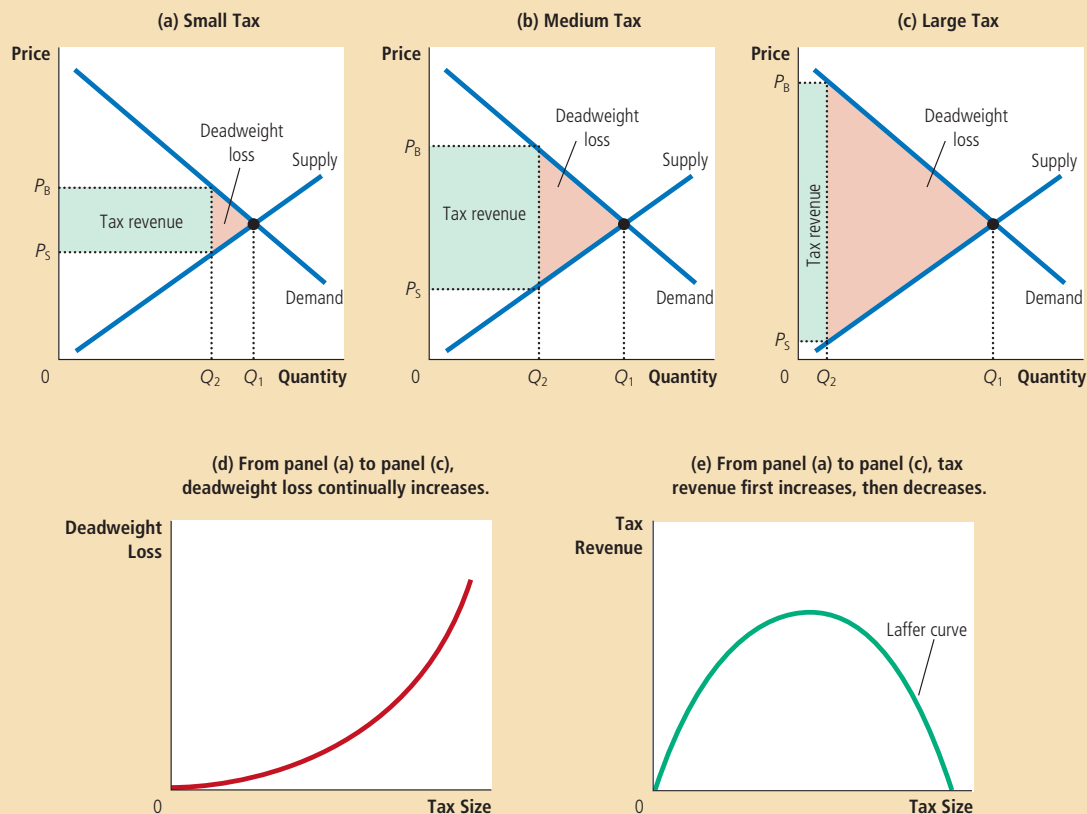 (a) Small Tax
Price
Deadweight
loss
Supply
P_B
Tax revenue
P_S
Demand
0
Q_2
Q_1
Quantity
(b) Medium Tax
Price
Deadweight
loss
P_B
Supply
Tax revenue
P_S
Demand
0
Q_2
Q_1
Quantity
(c) Large Tax
Price
P_B
Deadweight
loss
Supply
Tax revenue
Demand
P_S
0
Q_2
Q_1
Quantity
(d) From panel (a) to panel (c),
deadweight loss continually increases.
Deadweight
Loss
0
Tax Size
(e) From panel (a) to panel (c), tax
revenue first increases, then decreases.
Tax
Revenue
Laffer curve
0
Tax Size